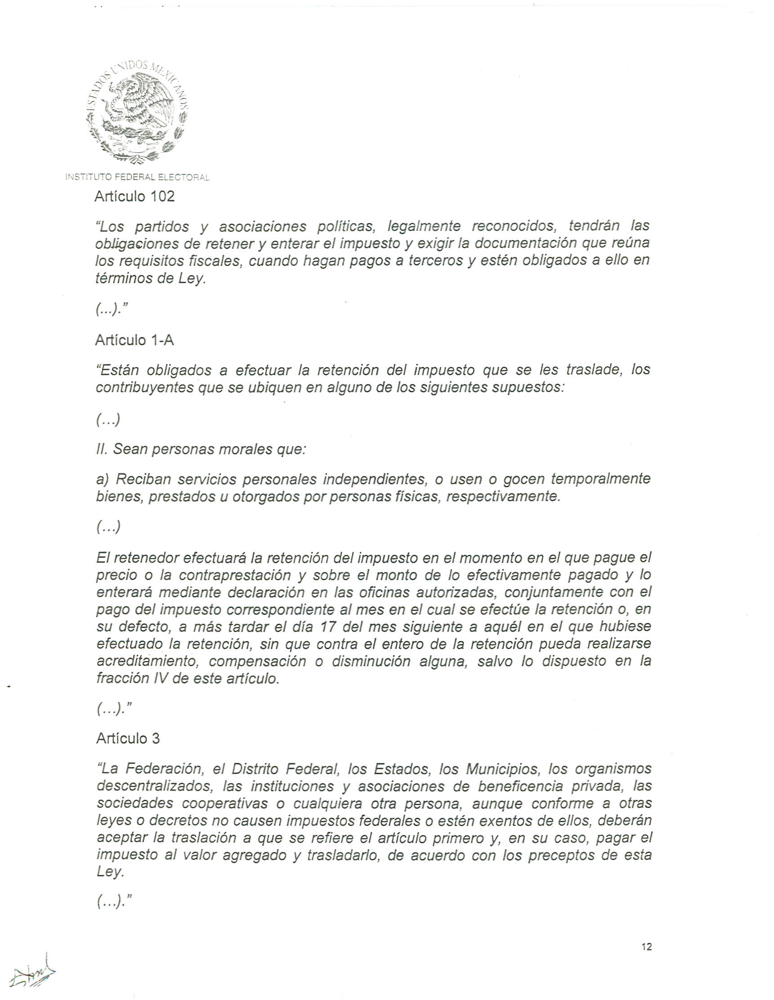 ESTADOS UNIDOS MEXICANOS
INSTITUTO FEDERAL ELECTORAL
Artículo 102
“Los partidos y asociaciones políticas, legalmente reconocidos, tendrán las
obligaciones de retener y enterar el impuesto y exigir la documentación que reúna
los requisitos fiscales, cuando hagan pagos a terceros y estén obligados a ello en
términos de Ley.
(...).”
Artículo 1-A
“Están obligados a efectuar la retención del impuesto que se les traslade, los
contribuyentes que se ubiquen en alguno de los siguientes supuestos:
(...)
II. Sean personas morales que:
a) Reciban servicios personales independientes, o usen o gocen temporalmente
bienes, prestados u otorgados por personas físicas, respectivamente.
(...)
El retenedor efectuará la retención del impuesto en el momento en el que pague el
precio o la contraprestación y sobre el monto de lo efectivamente pagado y lo
enterará mediante declaración en las oficinas autorizadas, conjuntamente con el
pago del impuesto correspondiente al mes en el cual se efectúe la retención o, en
su defecto, a más tardar el día 17 del mes siguiente a aquél en el que hubiese
efectuado la retención, sin que contra el entero de la retención pueda realizarse
acreditamiento, compensación o disminución alguna, salvo lo dispuesto en la
fracción IV de este artículo.
(...).”
Artículo 3
“La Federación, el Distrito Federal, los Estados, los Municipios, los organismos
descentralizados, las instituciones y asociaciones de beneficencia privada, las
sociedades cooperativas o cualquiera otra persona, aunque conforme a otras
leyes o decretos no causen impuestos federales o estén exentos de ellos, deberán
aceptar la traslación a que se refiere el artículo primero y, en su caso, pagar el
impuesto al valor agregado y trasladarlo, de acuerdo con los preceptos de esta
Ley.
(...).”
12